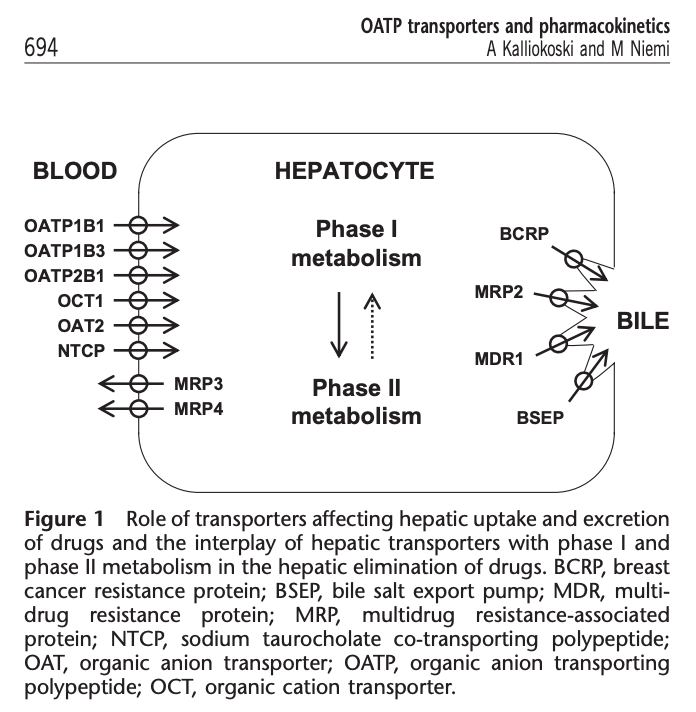 OATP transporters and pharmacokinetics
694
A Kalliokoski and M Niemi
BLOOD
HEPATOCYTE
OATP1B1
OATP1B3
OATP2B1
OCT1
OAT2
NTCP
MRP3
MRP4
Phase I
metabolism
Phase II
metabolism
BCRP
MRP2
MDR1
BSEP
BILE
Figure 1 Role of transporters affecting hepatic uptake and excretion
of drugs and the interplay of hepatic transporters with phase I and
phase II metabolism in the hepatic elimination of drugs. BCRP, breast
cancer resistance protein; BSEP, bile salt export pump; MDR, multi-
drug resistance protein; MRP, multidrug resistance-associated
protein; NTCP, sodium taurocholate co-transporting polypeptide;
OAT, organic anion transporter; OATP, organic anion transporting
polypeptide; OCT, organic cation transporter.